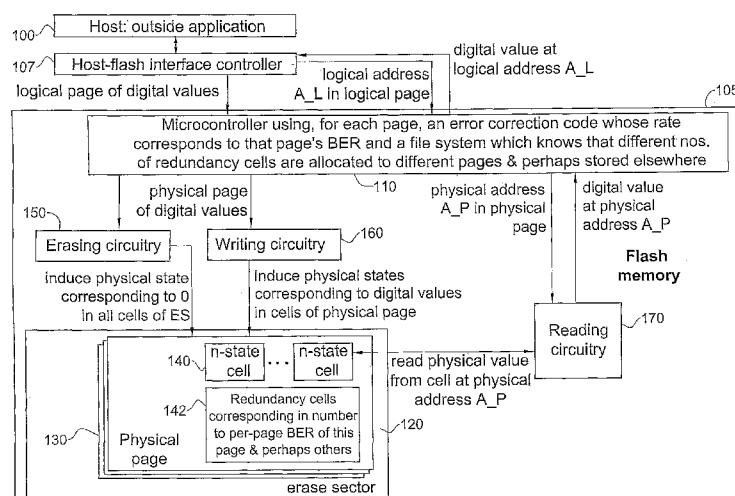 Host: outside application
100
107
Host-flash interface controller
digital value at
logical address A_L
logical address
A_L in logical page
logical page of digital values
105
Microcontroller using, for each page, an error correction code whose rate
corresponds to that page's BER and a file system which knows that different nos.
of redundancy cells are allocated to different pages & perhaps stored elsewhere
110
physical page
of digital values
physical address
A_P in physical
page
digital value
at physical
address A_P
150
Erasing circuitry
Writing circuitry
160
Flash
memory
induce physical state
corresponding to 0
in all cells of ES
Induce physical states
corresponding to digital values
in cells of physical page
Reading
circuitry
170
140
n-state
cell
...
n-state
cell
read physical value
from cell at physical
address A_P
142
Redundancy cells
corresponding in number
to per-page BER of this
page & perhaps others
120
130
Physical
page
erase sector